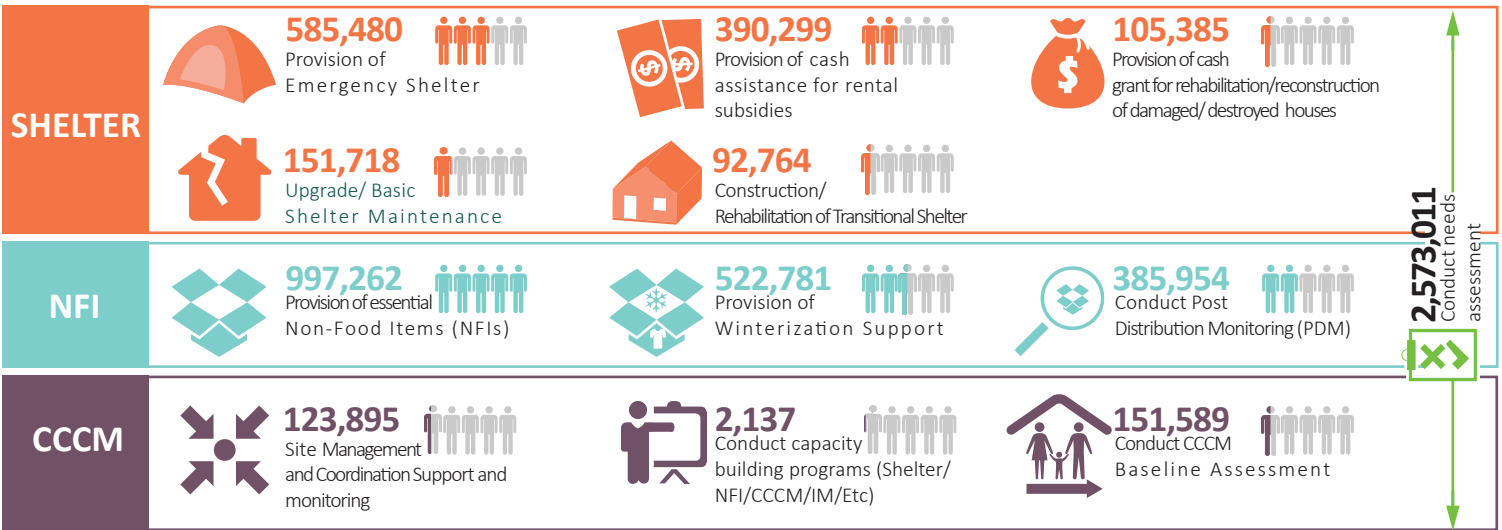 SHELTER
585,480
Provision of
Emergency Shelter
390,299
Provision of cash
assistance for rental
subsidies
105,385
Provision of cash
grant for rehabilitation/reconstruction
of damaged/ destroyed houses
151,718
Upgrade/ Basic
Shelter Maintenance
92,764
Construction/
Rehabilitation of Transitional Shelter
NFI
997,262
Provision of essential
Non-Food Items (NFIs)
522,781
Provision of
Winterization Support
385,954
Conduct Post
Distribution Monitoring (PDM)
CCCM
123,895
Site Management
and Coordination Support and
monitoring
2,137
Conduct capacity
building programs (Shelter/
NFI/CCCM/IM/Etc)
151,589
Conduct CCCM
Baseline Assessment
2,573,011
Conduct needs
assessment